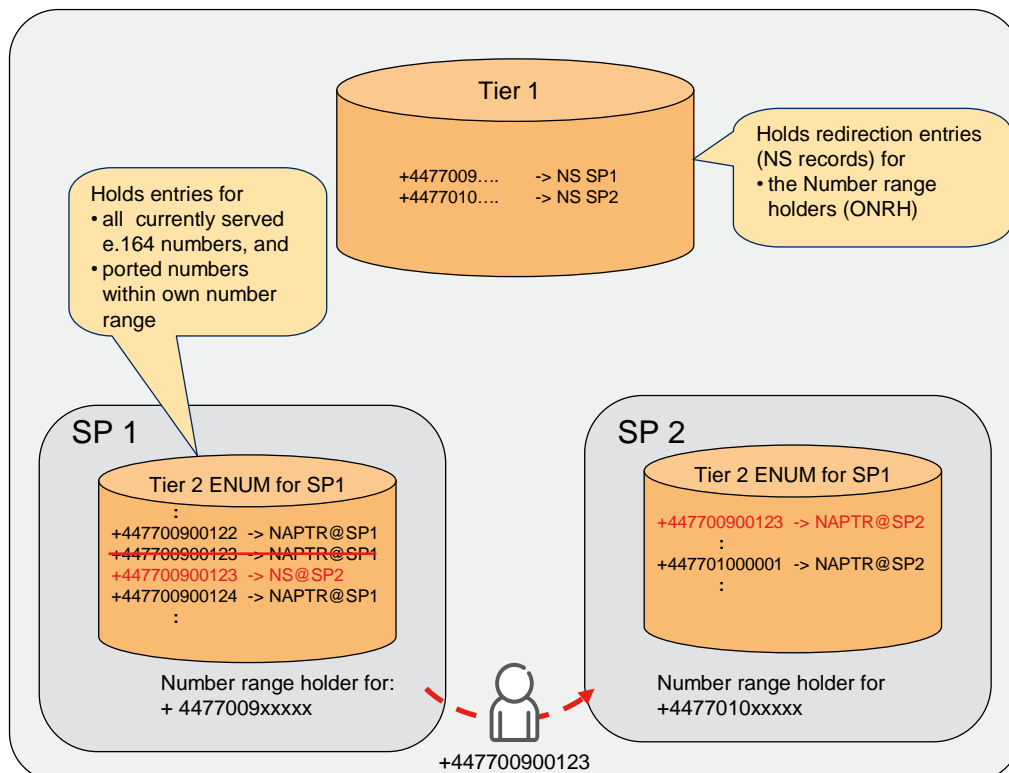 Tier 1
+4477009.... -> NS SP1
+4477010.... -> NS SP2
Holds redirection entries
(NS records) for
• the Number range
holders (ONRH)
Holds entries for
• all currently served
e.164 numbers, and
• ported numbers
within own number
range
SP 1
Tier 2 ENUM for SP1
:
+447700900122 -> NAPTR@SP1
+447700900123 -> NAPTR@SP1
+447700900123 -> NS@SP2
+447700900124 -> NAPTR@SP1
:
Number range holder for:
+ 4477009xxxxx
SP 2
Tier 2 ENUM for SP1
+447700900123 -> NAPTR@SP2
:
+447701000001 -> NAPTR@SP2
:
Number range holder for
+4477010xxxxx
+447700900123